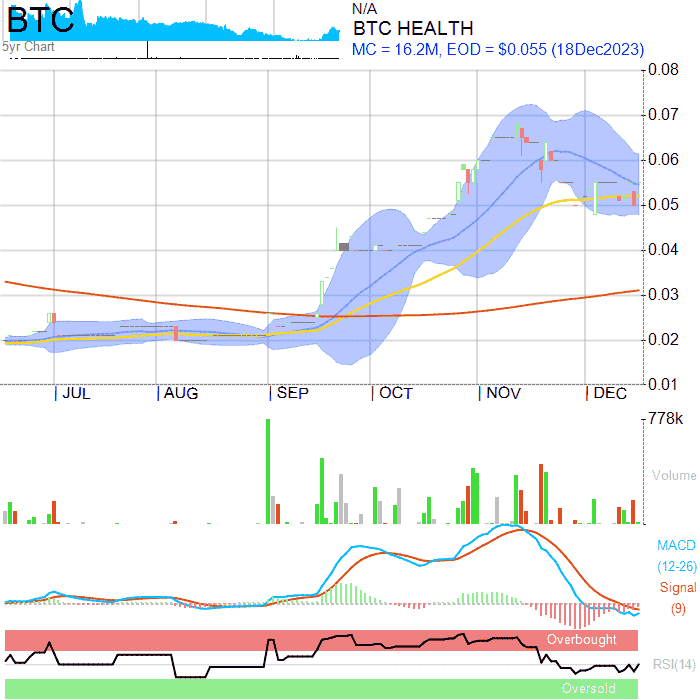 BTC
5yr Chart
N/A
BTC HEALTH
MC = 16.2M, EOD = $0.055 (18Dec2023)
0.08
0.07
0.06
0.05
0.04
0.03
0.02
0.01
JUL AUG SEP OCT NOV DEC
778k
Volume
MACD
(12-26)
Signal
(9)
Overbought
RSI(14)
Oversold